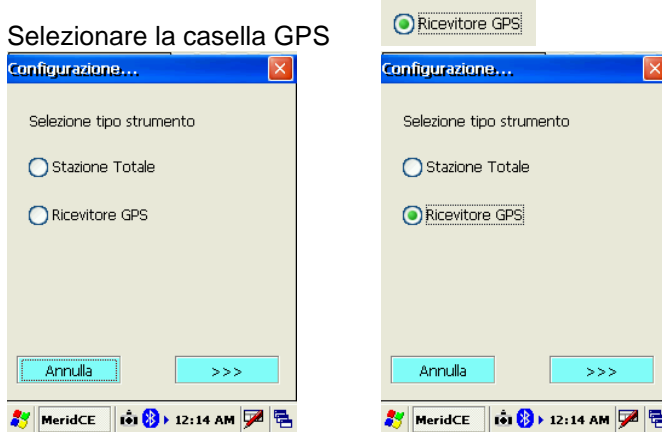 Selezionare la casella GPS
Ricevitore GPS
Configurazione...
Selezione tipo strumento
Stazione Totale
Ricevitore GPS
Annulla
>>>
MeridCE
12:14 AM
Configurazione...
Selezione tipo strumento
Stazione Totale
Ricevitore GPS
Annulla
>>>
MeridCE
12:14 AM